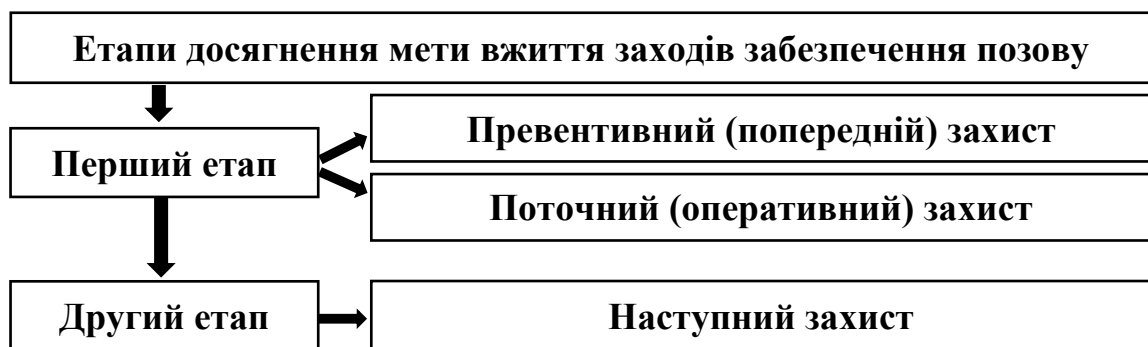 Етапи досягнення мети вжиття заходів забезпечення позову
Перший етап
Превентивний (попередній) захист
Поточний (оперативний) захист
Другий етап
Наступний захист